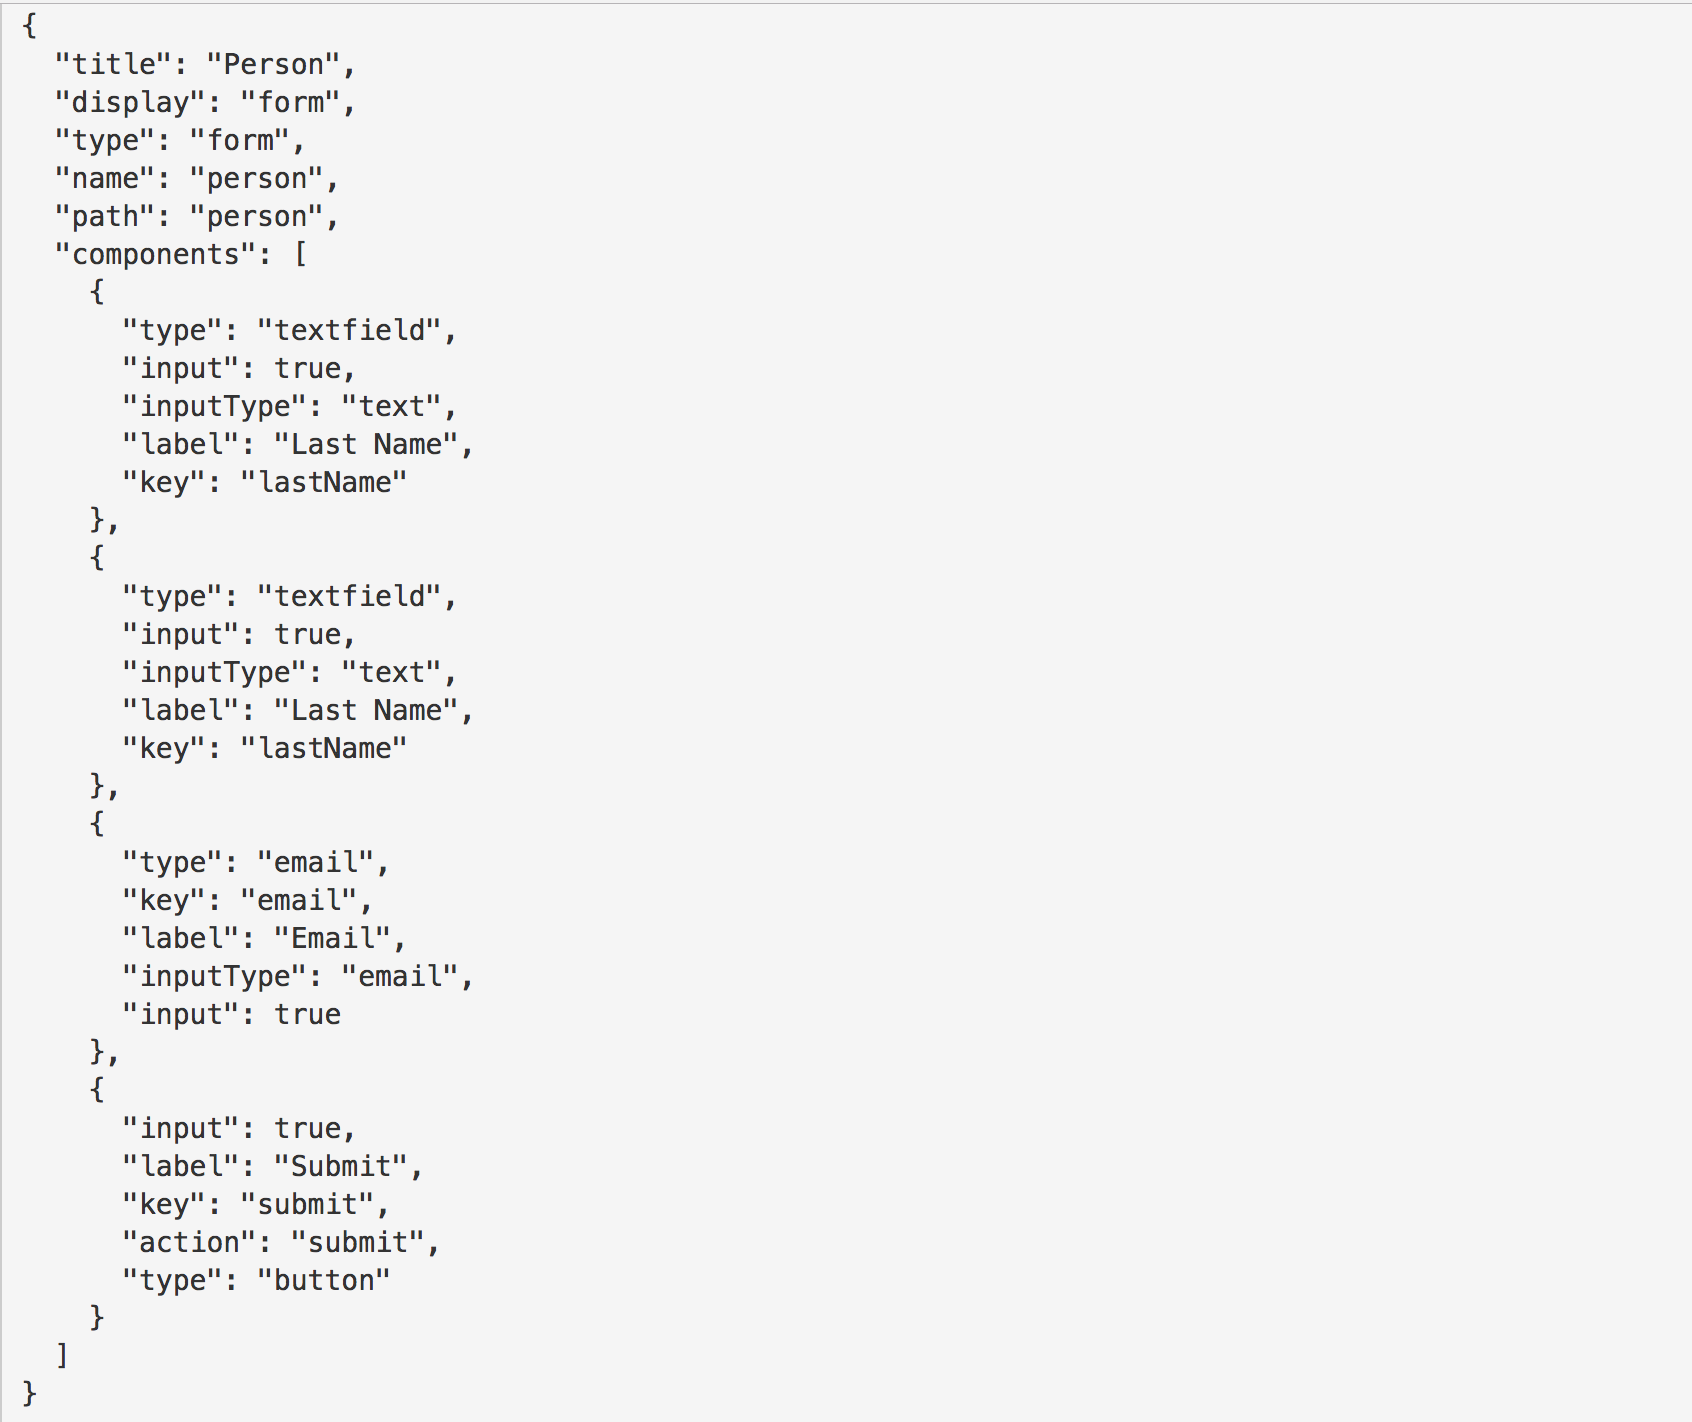 {
  "title": "Person",
  "display": "form",
  "type": "form",
  "name": "person",
  "path": "person",
  "components": [
    {
      "type": "textfield",
      "input": true,
      "inputType": "text",
      "label": "Last Name",
      "key": "lastName"
    },
    {
      "type": "textfield",
      "input": true,
      "inputType": "text",
      "label": "Last Name",
      "key": "lastName"
    },
    {
      "type": "email",
      "key": "email",
      "label": "Email",
      "inputType": "email",
      "input": true
    },
    {
      "input": true,
      "label": "Submit",
      "key": "submit",
      "action": "submit",
      "type": "button"
    }
  ]
}